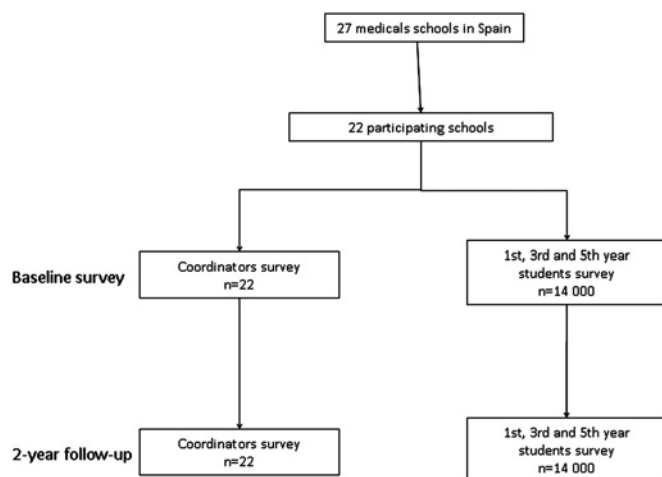 27 medicals schools in Spain
22 participating schools
Baseline survey
Coordinators survey
n=22
1st, 3rd and 5th year
students survey
n=14 000
2-year follow-up
Coordinators survey
n=22
1st, 3rd and 5th year
students survey
n=14 000